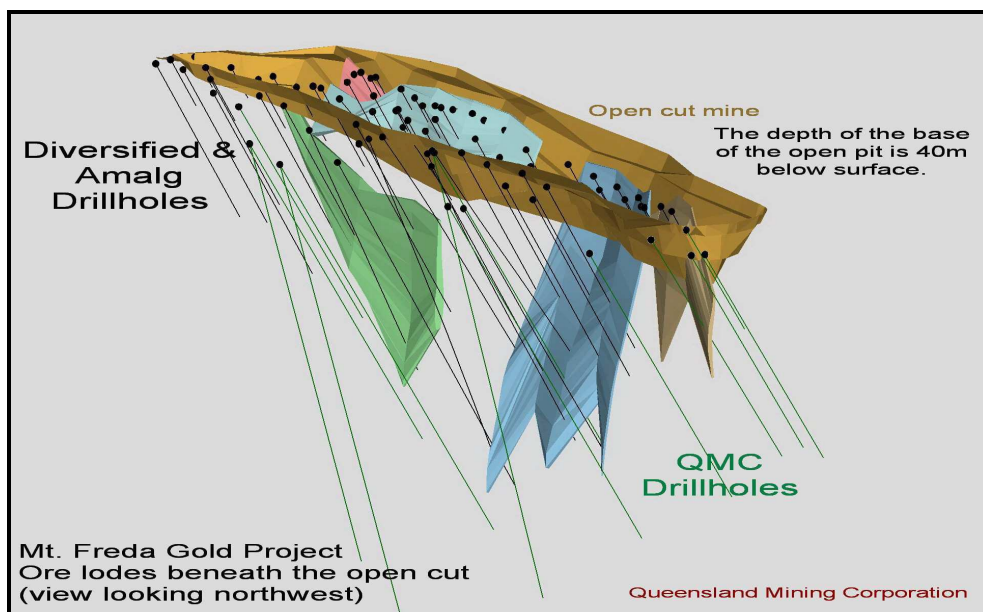 Open cut mine
The depth of the base
of the open pit is 40m
below surface.
Diversified &
Amalg
Drillholes
QMC
Drillholes
Mt. Freda Gold Project
Ore lodes beneath the open cut
(view looking northwest)
Queensland Mining Corporation